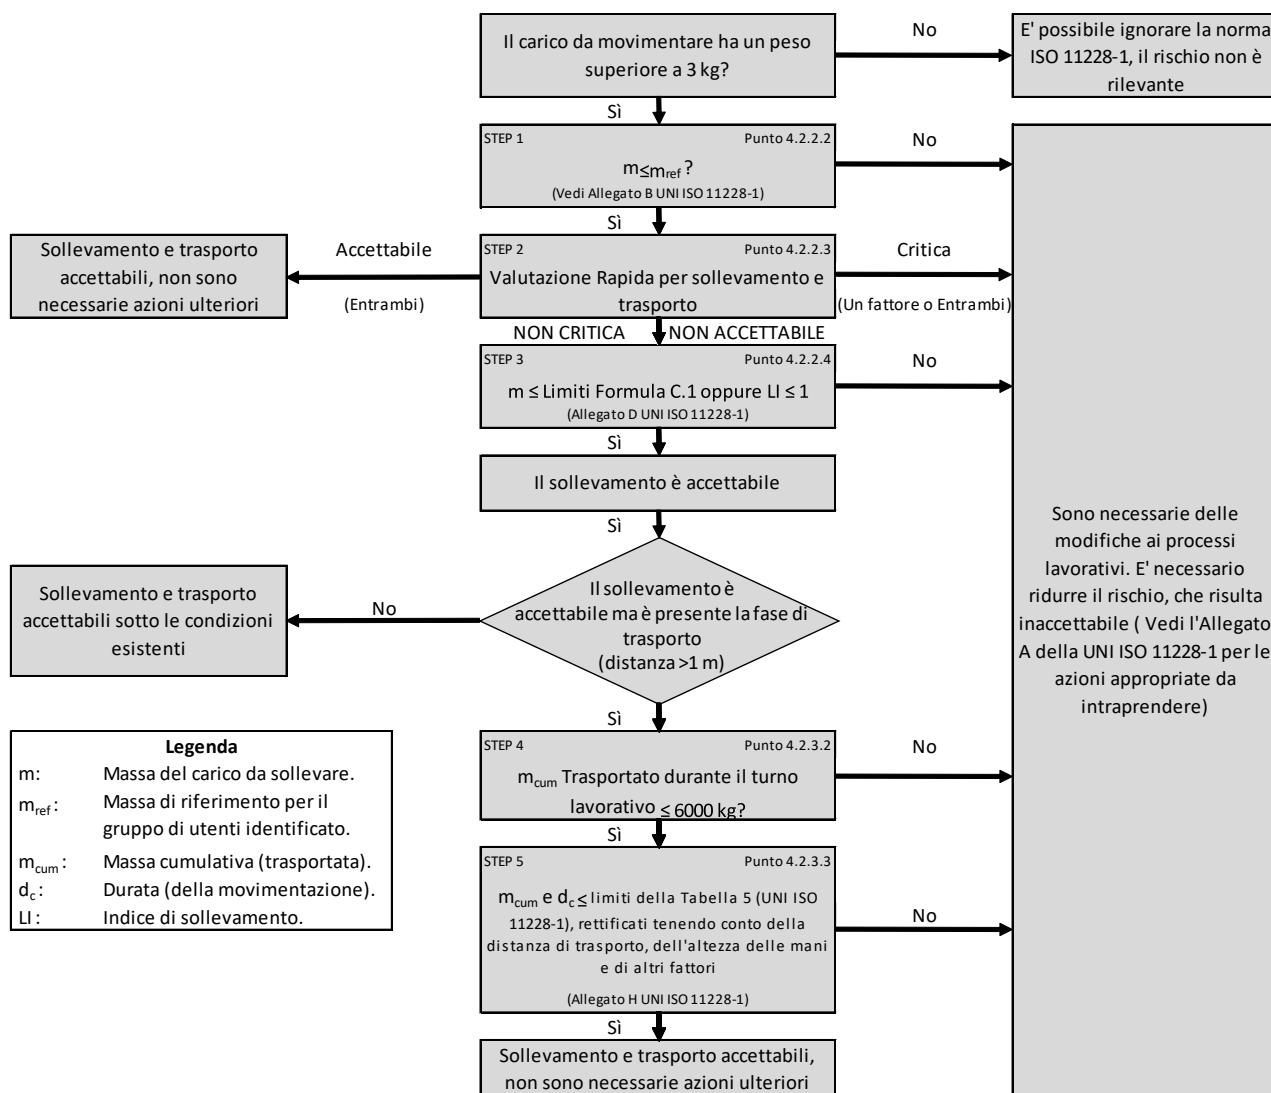 Il carico da movimentare ha un peso
superiore a 3 kg?
No
E' possibile ignorare la norma
ISO 11228-1, il rischio non è
rilevante
Sì
STEP 1 Punto 4.2.2.2
m≤mref ?
(Vedi Allegato B UNI ISO 11228-1)
No
Sì
Sollevamento e trasporto
accettabili, non sono
necessarie azioni ulteriori
Accettabile
(Entrambi)
STEP 2 Punto 4.2.2.3
Valutazione Rapida per sollevamento e
trasporto
Critica
(Un fattore o Entrambi)
NON CRITICA NON ACCETTABILE
STEP 3 Punto 4.2.2.4
m ≤ Limiti Formula C.1 oppure LI ≤ 1
(Allegato D UNI ISO 11228-1)
No
Sì
Il sollevamento è accettabile
Sì
Il sollevamento è
accettabile ma è presente la fase di
trasporto
(distanza >1 m)
No
Sollevamento e trasporto
accettabili sotto le condizioni
esistenti
Sono necessarie delle
modifiche ai processi
lavorativi. E' necessario
ridurre il rischio, che risulta
inaccettabile ( Vedi l'Allegato
A della UNI ISO 11228-1 per le
azioni appropriate da
intraprendere)
Sì
STEP 4 Punto 4.2.3.2
mcum Trasportato durante il turno
lavorativo ≤ 6000 kg?
No
Sì
STEP 5 Punto 4.2.3.3
mcum e dc ≤ limiti della Tabella 5 (UNI ISO
11228-1), rettificati tenendo conto della
distanza di trasporto, dell'altezza delle mani
e di altri fattori
(Allegato H UNI ISO 11228-1)
No
Sì
Sollevamento e trasporto accettabili,
non sono necessarie azioni ulteriori
Legenda
m: Massa del carico da sollevare.
mref : Massa di riferimento per il
gruppo di utenti identificato.
mcum : Massa cumulativa (trasportata).
dc : Durata (della movimentazione).
LI : Indice di sollevamento.